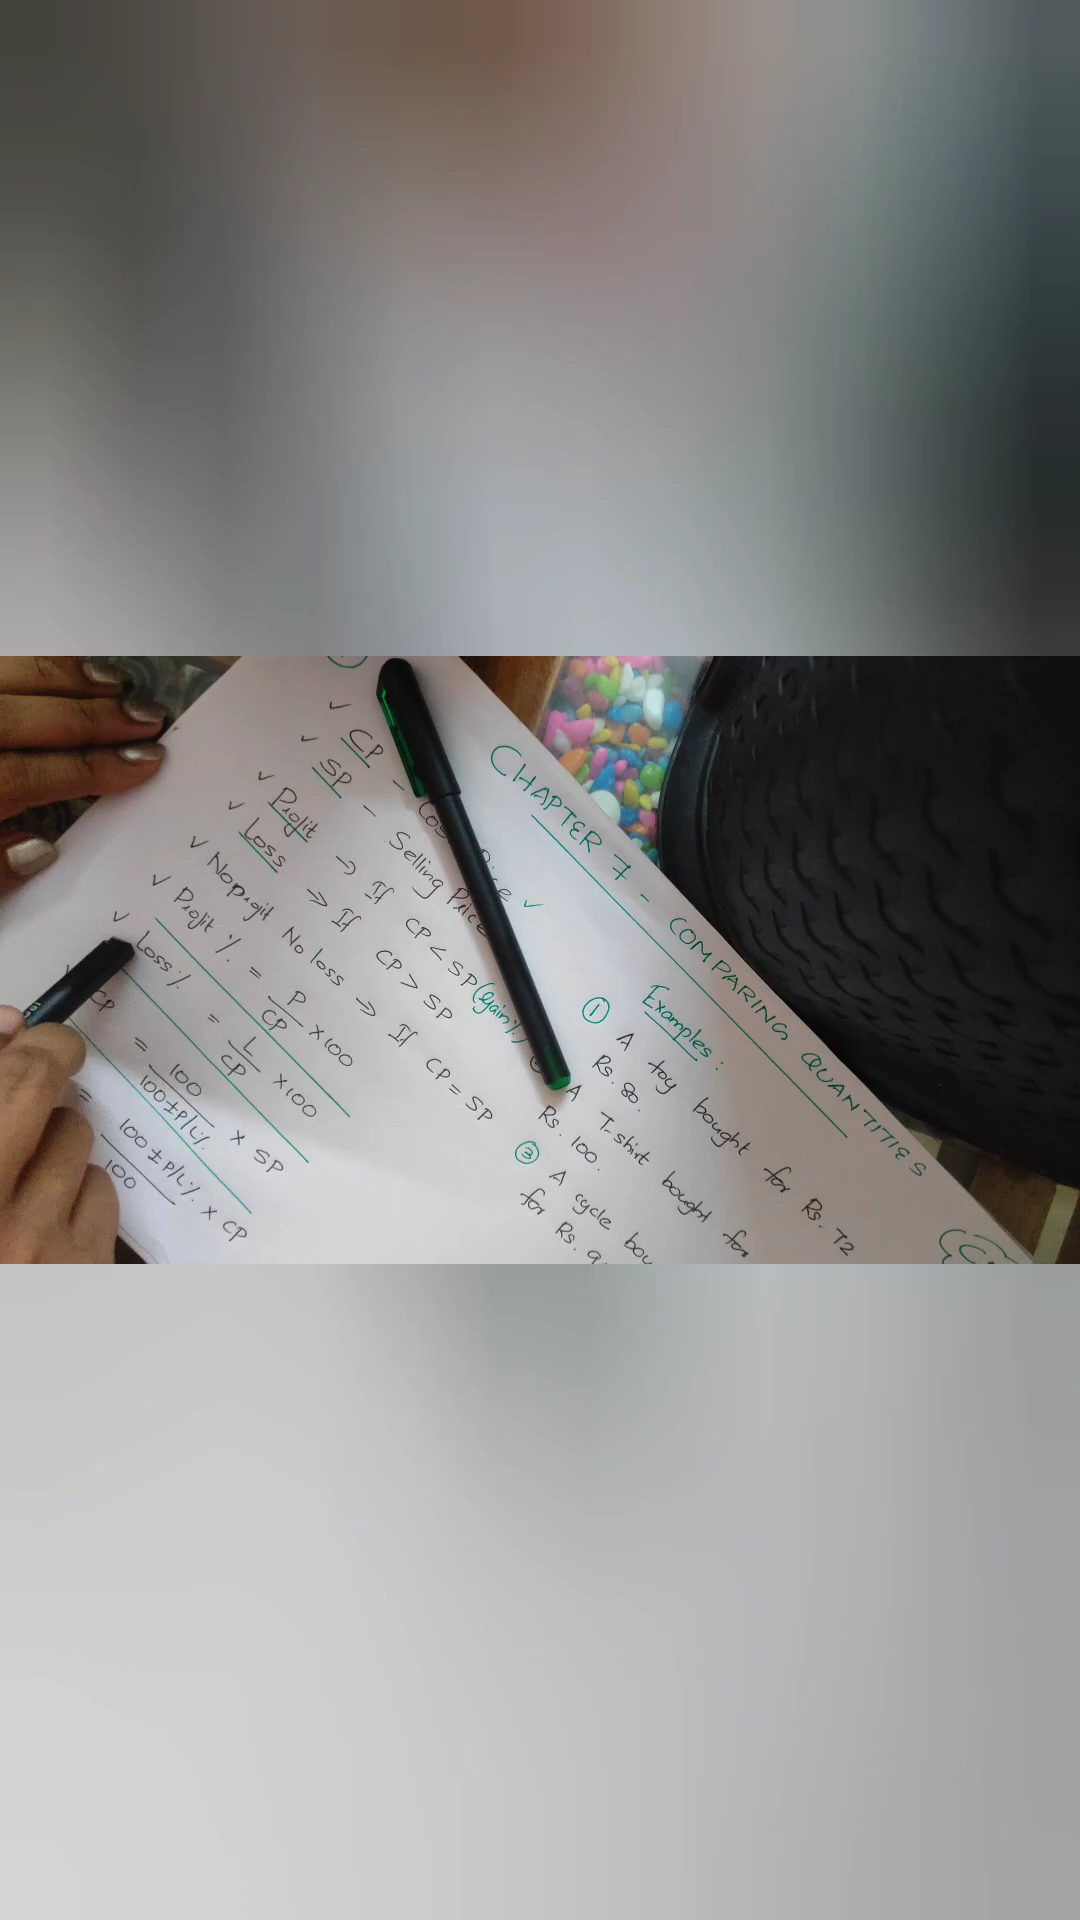 CHAPTER 7 - COMPARING QUANTITIES
CP -
SP - Selling Price
Profit → If CP < SP (Gain%)
Loss ⇒ If CP > SP
No profit No loss → If CP = SP
Profit % = P/CP × 100
Loss % = L/CP × 100
CP = 100/100±P/L% × SP
= 100±P/L%/100 × CP
Examples:
① A toy bought for Rs. 72
Rs. 80.
A T-shirt bought for
Rs. 100.
③ A cycle
for Rs.